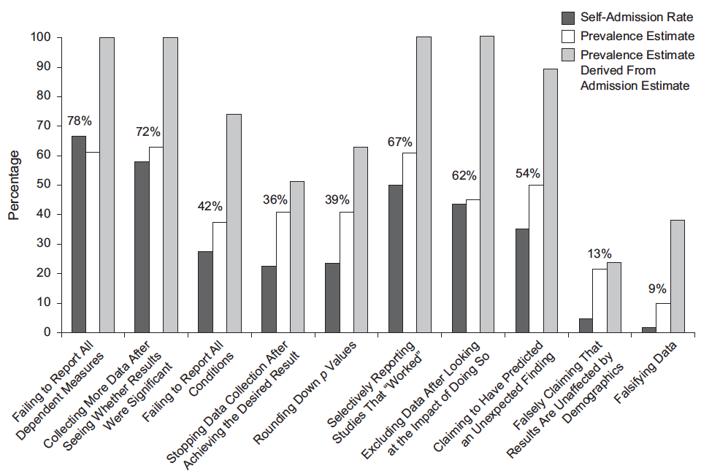 Self-Admission Rate
Prevalence Estimate
Prevalence Estimate
Derived From
Admission Estimate
Percentage
100
90
80
70
60
50
40
30
20
10
0
78%
72%
42%
36%
39%
67%
62%
54%
13%
9%
Failing to Report All
Dependent Measures
Collecting More Data After
Seeing Whether Results
Were Significant
Failing to Report All
Conditions
Stopping Data Collection After
Achieving the Desired Result
Rounding Down p Values
Selectively Reporting
Studies That “Worked”
Excluding Data After Looking
at the Impact of Doing So
Claiming to Have Predicted
an Unexpected Finding
Falsely Claiming That
Results Are Unaffected by
Demographics
Falsifying Data